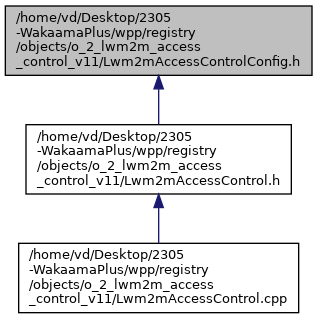 /home/vd/Desktop/2305
-WakaamaPlus/wpp/registry
/objects/o_2_lwm2m_access
_control_v11/Lwm2mAccessControlConfig.h
/home/vd/Desktop/2305
-WakaamaPlus/wpp/registry
/objects/o_2_lwm2m_access
_control_v11/Lwm2mAccessControl.h
/home/vd/Desktop/2305
-WakaamaPlus/wpp/registry
/objects/o_2_lwm2m_access
_control_v11/Lwm2mAccessControl.cpp